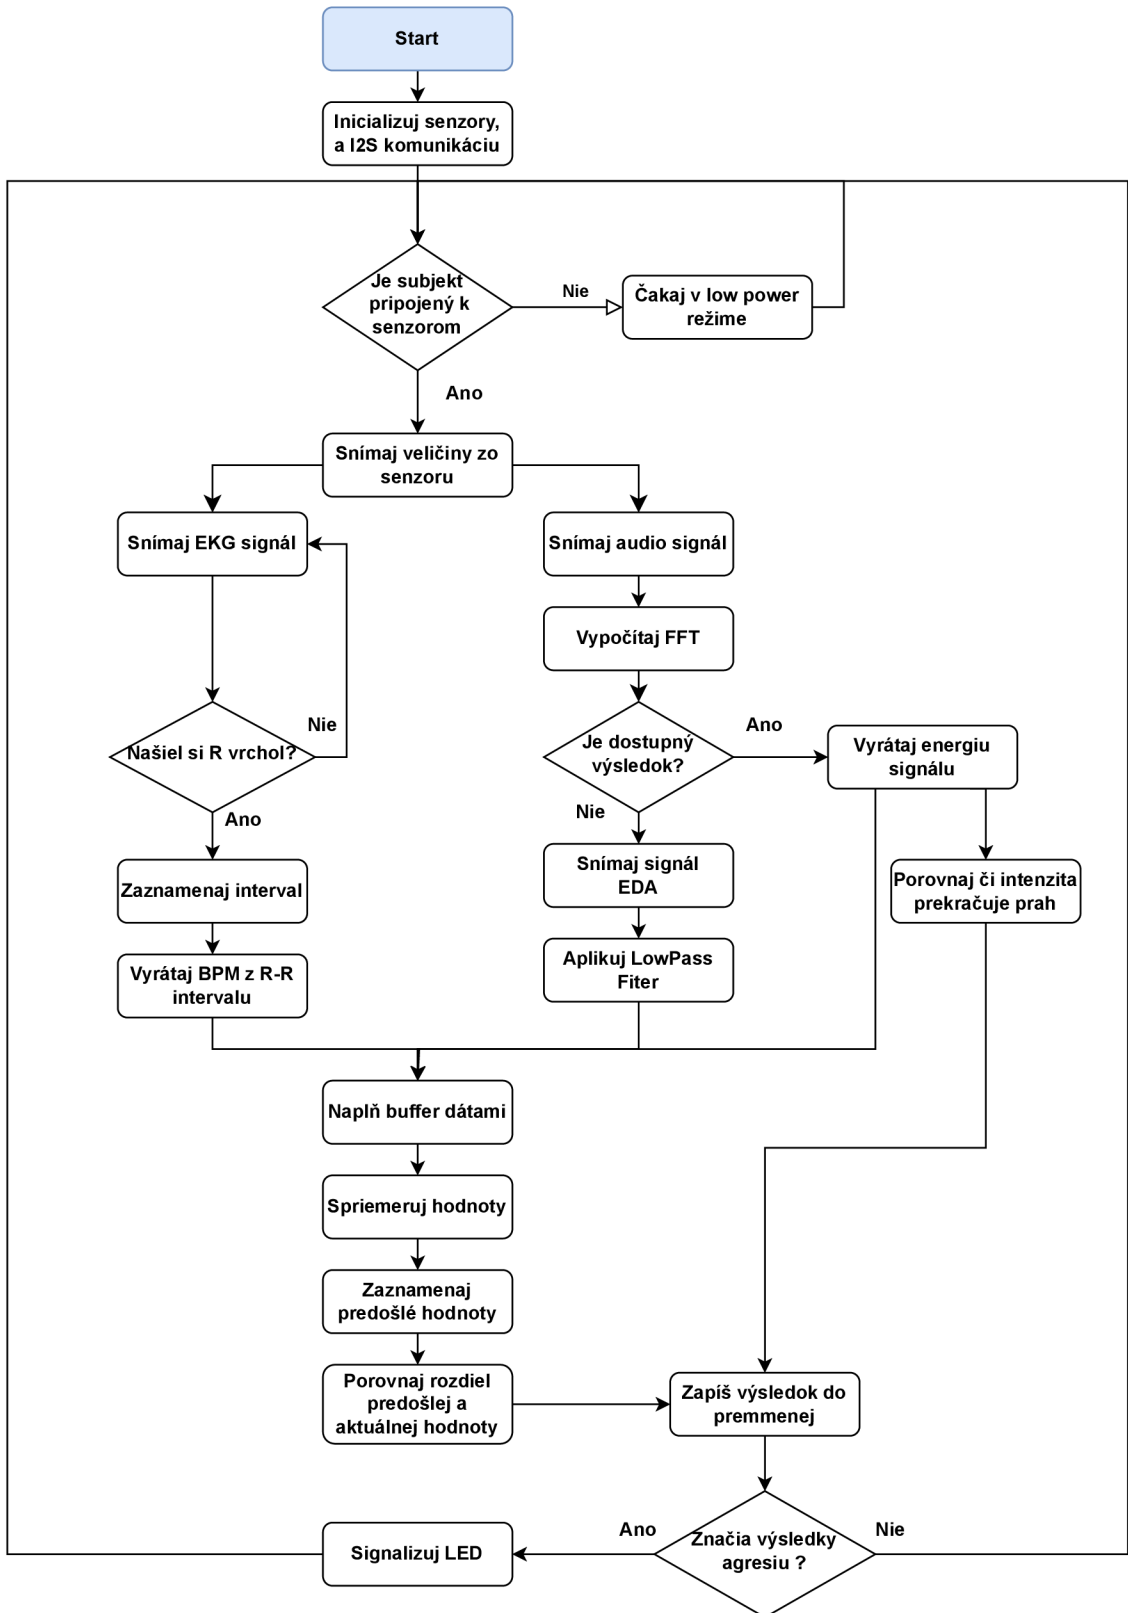 Start
Inicializuj senzory,
a I2S komunikáciu
Je subjekt
pripojený k
senzorom
Nie
Čakaj v low power
režime
Ano
Snímaj veličiny zo
senzoru
Snímaj EKG signál
Snímaj audio signál
Vypočítaj FFT
Nie
Našiel si R vrchol?
Je dostupný
výsledok?
Ano
Vyrátaj energiu
signálu
Ano
Nie
Zaznamenaj interval
Snímaj signál
EDA
Porovnaj či intenzita
prekračuje prah
Vyrátaj BPM z R-R
intervalu
Aplikuj LowPass
Fiter
Naplň buffer dátami
Spriemeruj hodnoty
Zaznamenaj
predošlé hodnoty
Porovnaj rozdiel
predošlej a
aktuálnej hodnoty
Zapíš výsledok do
premmenej
Značia výsledky
agresiu ?
Ano
Nie
Signalizuj LED